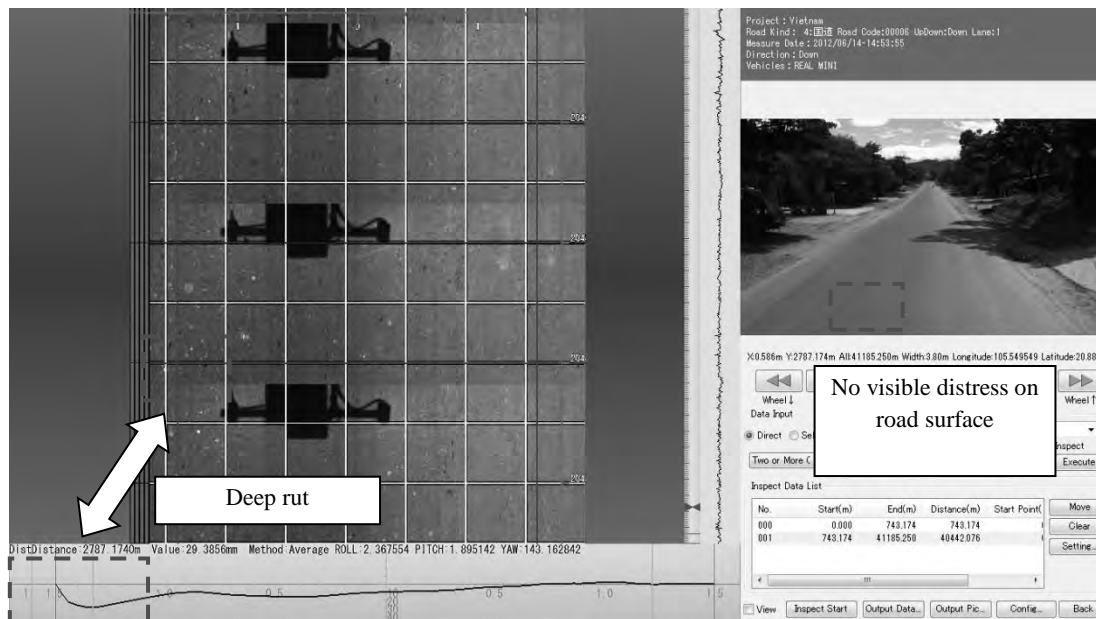 Project : Vietnam
Road Kind : 4:国道 Road Code:00006 UpDown:Down Lane:1
Measure Date : 2012/06/14-14:53:55
Direction : Down
Vehicles : REAL MINI
204
204
204
204
X:0.586m Y:2787.174m All:41185.250m Width:3.80m Longitude:105.549549 Latitude:20.88
Wheel↓
Wheel↑
Data Input
No visible distress on
road surface
Direct
Inspect
Two or More
Execute
Inspect Data List
No. Start(m) End(m) Distance(m) Start Point(
000 0.000 743.174 743.174
001 743.174 41185.250 40442.076
Move
Clear
Setting...
Deep rut
DistDistance:2787.1740m Value:29.3856mm Method Average ROLL:2.367554 PITCH:1.895142 YAW:143.162842
1.0 0.5 0.5 1.0 1.5
View Inspect Start Output Data... Output Pic... Config... Back